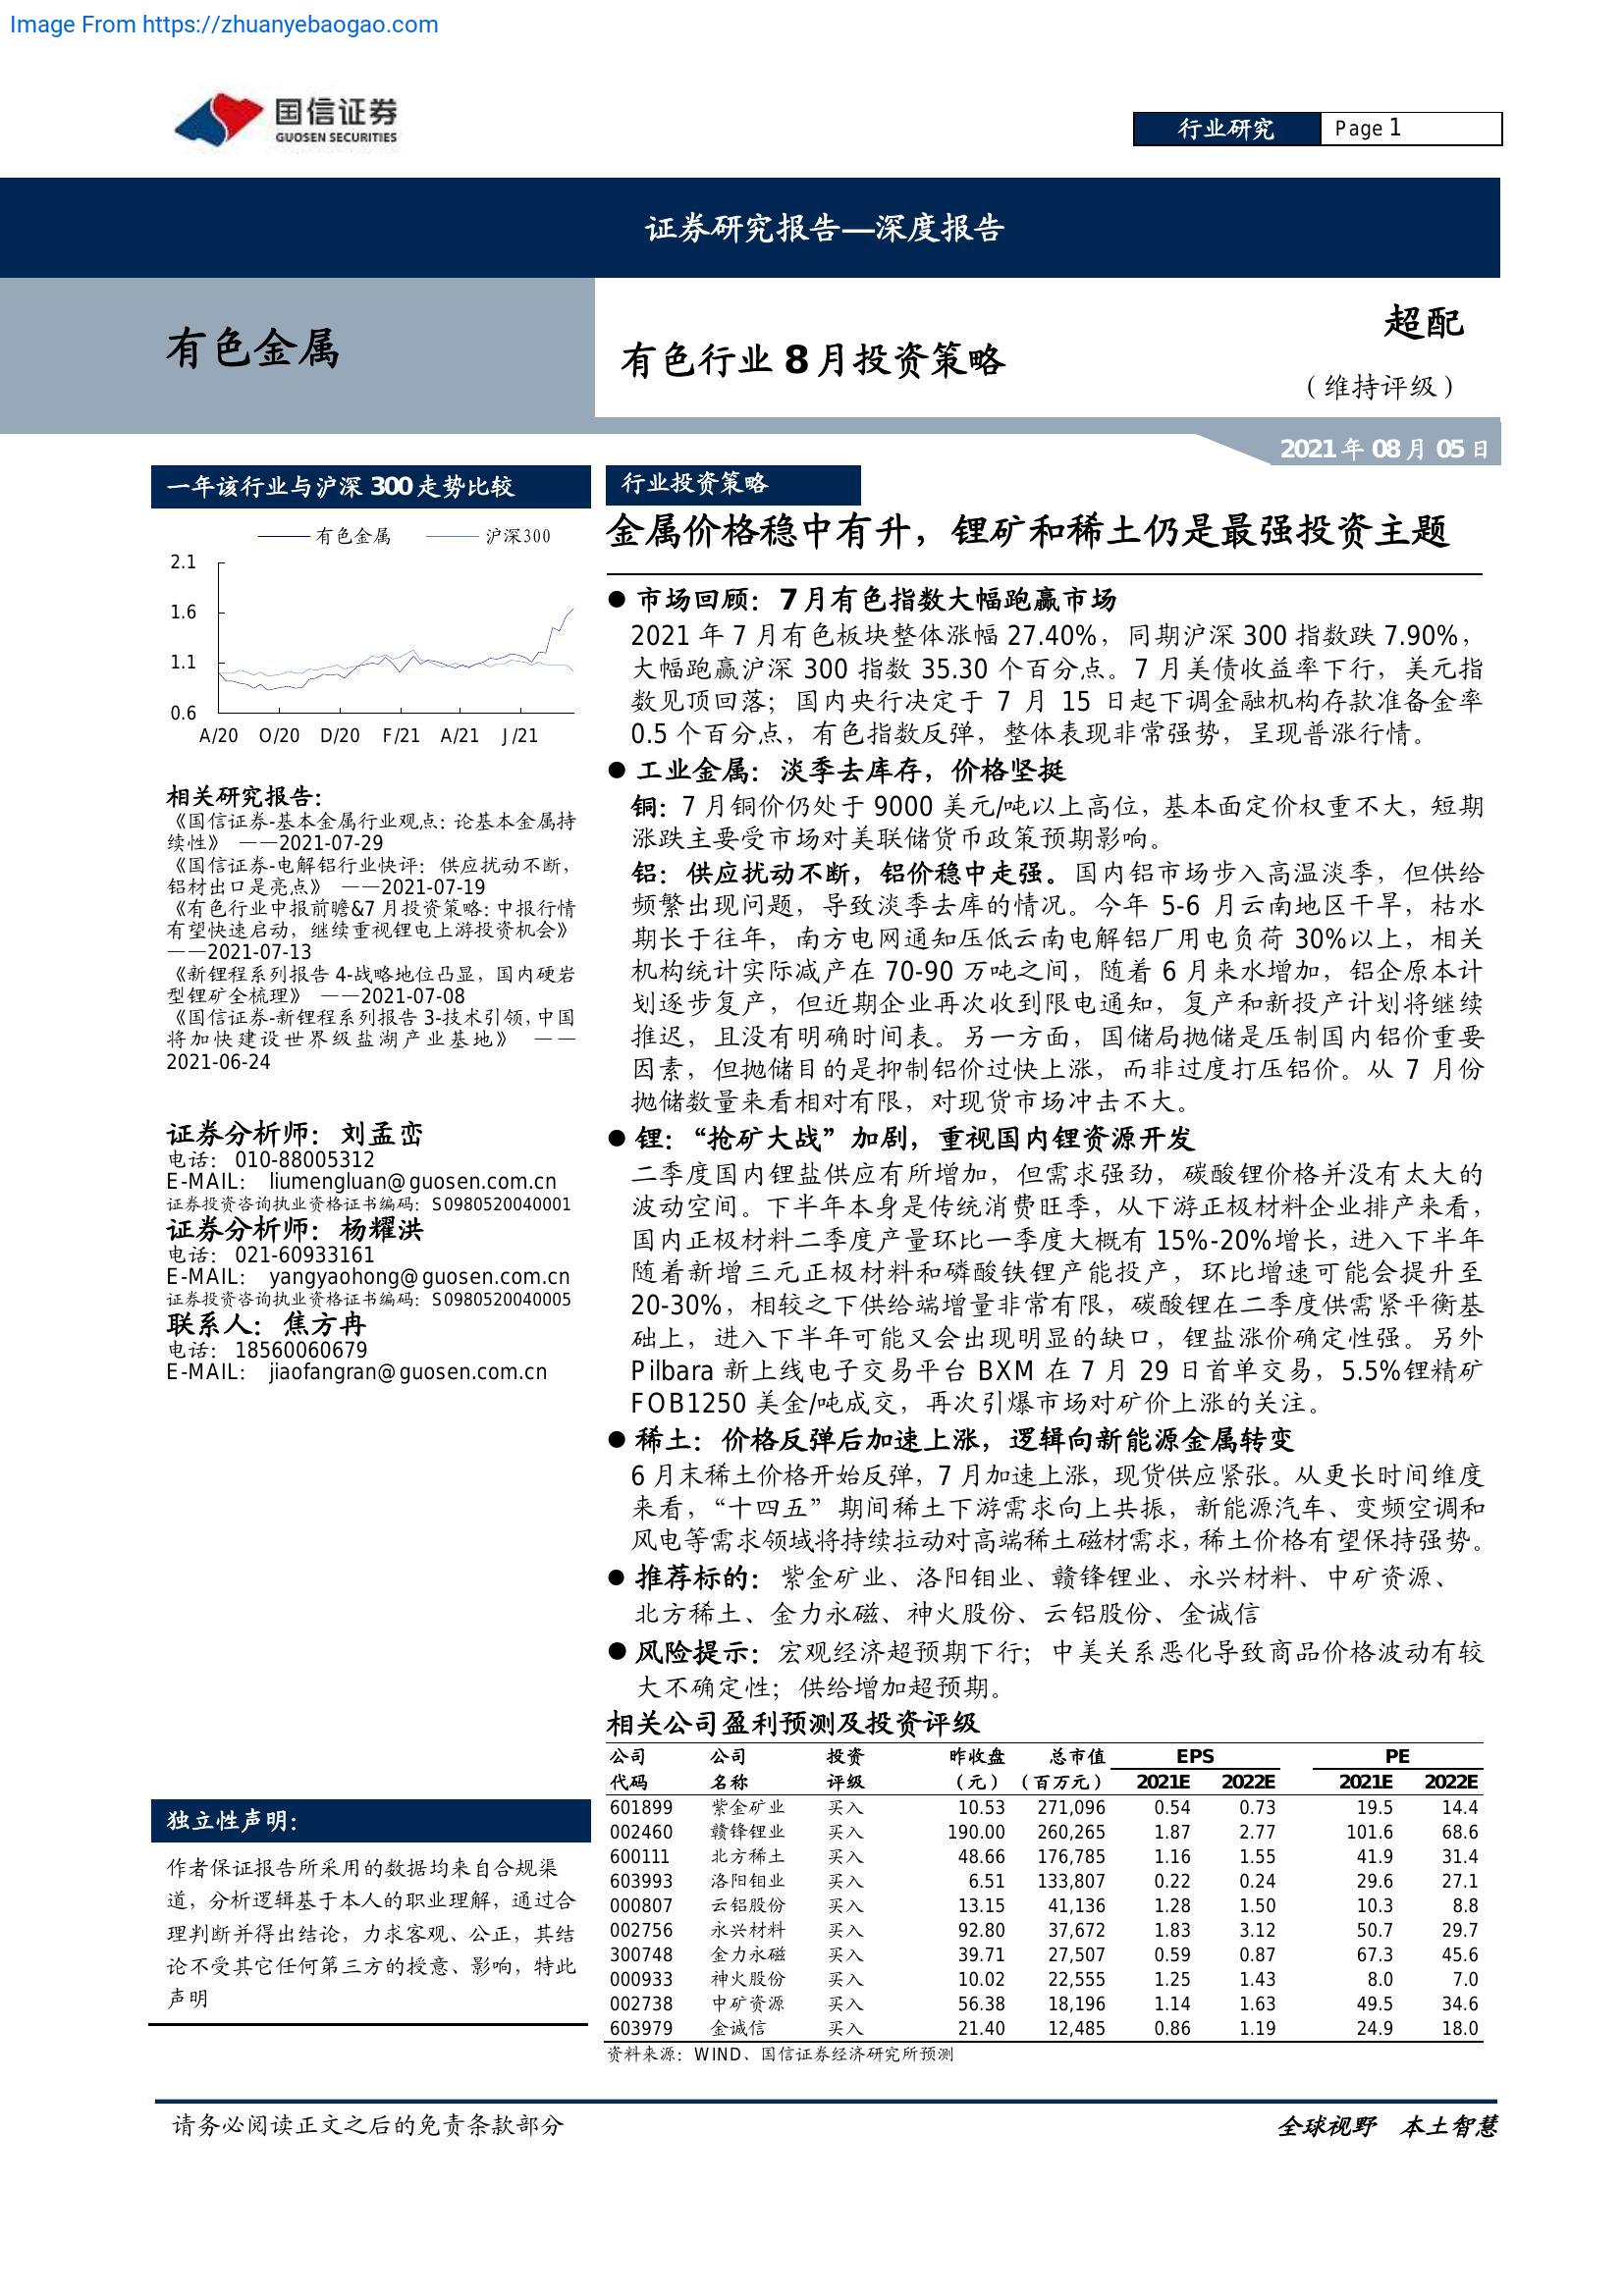 Image From https://zhuanyebaogao.com
国信证券
GUOSEN SECURITIES
行业研究
Page 1
证券研究报告—深度报告
有色金属
有色行业 8 月投资策略
超配
（维持评级）
2021 年 08 月 05 日
一年该行业与沪深 300 走势比较
有色金属 沪深300
2.1
1.6
1.1
0.6
A/20 O/20 D/20 F/21 A/21 J/21
相关研究报告：
《国信证券-基本金属行业观点：论基本金属持
续性》 ——2021-07-29
《国信证券-电解铝行业快评：供应扰动不断，
铝材出口是亮点》 ——2021-07-19
《有色行业中报前瞻&7 月投资策略：中报行情
有望快速启动，继续重视锂电上游投资机会》
——2021-07-13
《新锂程系列报告 4-战略地位凸显，国内硬岩
型锂矿全梳理》 ——2021-07-08
《国信证券-新锂程系列报告 3-技术引领，中国
将加快建设世界级盐湖产业基地》 ——
2021-06-24
证券分析师：刘孟峦
电话： 010-88005312
E-MAIL： liumengluan@guosen.com.cn
证券投资咨询执业资格证书编码：S0980520040001
证券分析师：杨耀洪
电话： 021-60933161
E-MAIL： yangyaohong@guosen.com.cn
证券投资咨询执业资格证书编码：S0980520040005
联系人：焦方冉
电话： 18560060679
E-MAIL： jiaofangran@guosen.com.cn
独立性声明：
作者保证报告所采用的数据均来自合规渠
道，分析逻辑基于本人的职业理解，通过合
理判断并得出结论，力求客观、公正，其结
论不受其它任何第三方的授意、影响，特此
声明
行业投资策略
金属价格稳中有升，锂矿和稀土仍是最强投资主题
● 市场回顾：7 月有色指数大幅跑赢市场
2021 年 7 月有色板块整体涨幅 27.40%，同期沪深 300 指数跌 7.90%，
大幅跑赢沪深 300 指数 35.30 个百分点。7 月美债收益率下行，美元指
数见顶回落；国内央行决定于 7 月 15 日起下调金融机构存款准备金率
0.5 个百分点，有色指数反弹，整体表现非常强势，呈现普涨行情。
● 工业金属：淡季去库存，价格坚挺
铜：7 月铜价仍处于 9000 美元/吨以上高位，基本面定价权重不大，短期
涨跌主要受市场对美联储货币政策预期影响。
铝：供应扰动不断，铝价稳中走强。国内铝市场步入高温淡季，但供给
频繁出现问题，导致淡季去库的情况。今年 5-6 月云南地区干旱，枯水
期长于往年，南方电网通知压低云南电解铝厂用电负荷 30%以上，相关
机构统计实际减产在 70-90 万吨之间，随着 6 月来水增加，铝企原本计
划逐步复产，但近期企业再次收到限电通知，复产和新投产计划将继续
推迟，且没有明确时间表。另一方面，国储局抛储是压制国内铝价重要
因素，但抛储目的是抑制铝价过快上涨，而非过度打压铝价。从 7 月份
抛储数量来看相对有限，对现货市场冲击不大。
● 锂：“抢矿大战”加剧，重视国内锂资源开发
二季度国内锂盐供应有所增加，但需求强劲，碳酸锂价格并没有太大的
波动空间。下半年本身是传统消费旺季，从下游正极材料企业排产来看，
国内正极材料二季度产量环比一季度大概有 15%-20%增长，进入下半年
随着新增三元正极材料和磷酸铁锂产能投产，环比增速可能会提升至
20-30%，相较之下供给端增量非常有限，碳酸锂在二季度供需紧平衡基
础上，进入下半年可能又会出现明显的缺口，锂盐涨价确定性强。另外
Pilbara 新上线电子交易平台 BXM 在 7 月 29 日首单交易，5.5%锂精矿
FOB1250 美金/吨成交，再次引爆市场对矿价上涨的关注。
● 稀土：价格反弹后加速上涨，逻辑向新能源金属转变
6 月末稀土价格开始反弹，7 月加速上涨，现货供应紧张。从更长时间维度
来看，“十四五”期间稀土下游需求向上共振，新能源汽车、变频空调和
风电等需求领域将持续拉动对高端稀土磁材需求，稀土价格有望保持强势。
● 推荐标的：紫金矿业、洛阳钼业、赣锋锂业、永兴材料、中矿资源、
北方稀土、金力永磁、神火股份、云铝股份、金诚信
● 风险提示：宏观经济超预期下行；中美关系恶化导致商品价格波动有较
大不确定性；供给增加超预期。
相关公司盈利预测及投资评级
公司 公司 投资 昨收盘 总市值 EPS PE
代码 名称 评级 （元） （百万元） 2021E 2022E 2021E 2022E
601899 紫金矿业 买入 10.53 271,096 0.54 0.73 19.5 14.4
002460 赣锋锂业 买入 190.00 260,265 1.87 2.77 101.6 68.6
600111 北方稀土 买入 48.66 176,785 1.16 1.55 41.9 31.4
603993 洛阳钼业 买入 6.51 133,807 0.22 0.24 29.6 27.1
000807 云铝股份 买入 13.15 41,136 1.28 1.50 10.3 8.8
002756 永兴材料 买入 92.80 37,672 1.83 3.12 50.7 29.7
300748 金力永磁 买入 39.71 27,507 0.59 0.87 67.3 45.6
000933 神火股份 买入 10.02 22,555 1.25 1.43 8.0 7.0
002738 中矿资源 买入 56.38 18,196 1.14 1.63 49.5 34.6
603979 金诚信 买入 21.40 12,485 0.86 1.19 24.9 18.0
资料来源：WIND、国信证券经济研究所预测
请务必阅读正文之后的免责条款部分
全球视野 本土智慧